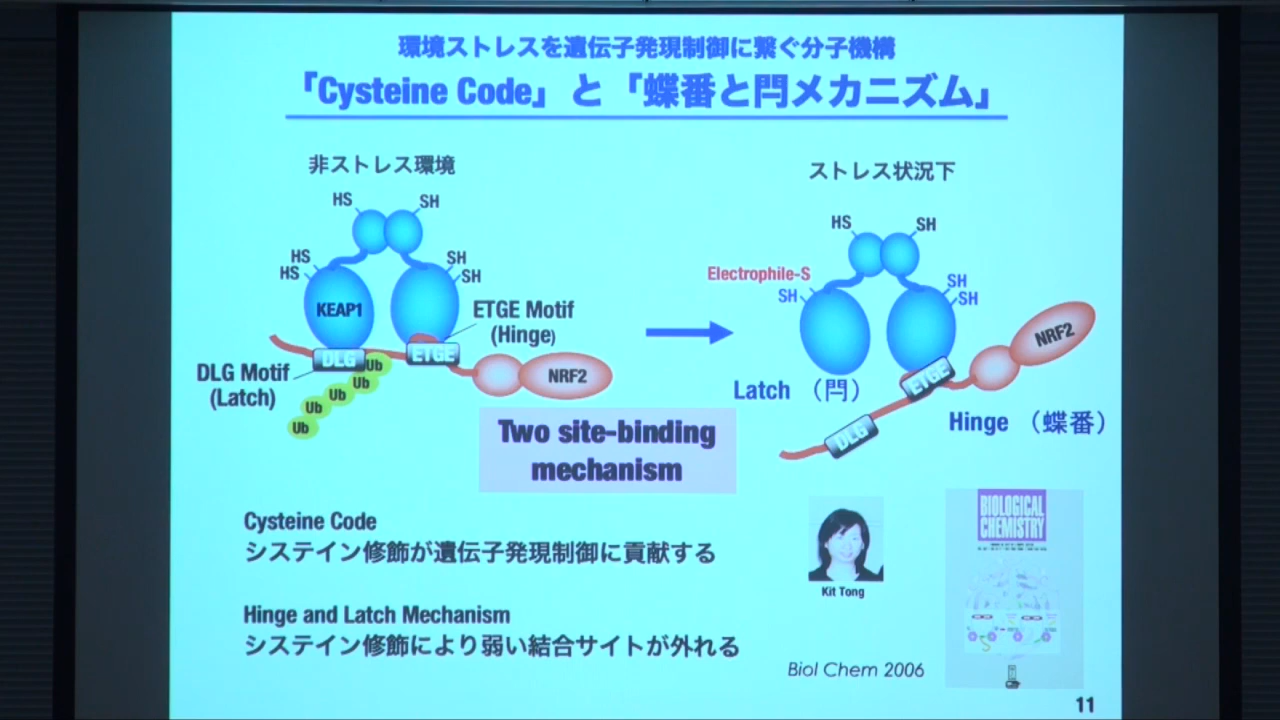 環境ストレスを遺伝子発現制御に繋ぐ分子機構
「Cysteine Code」と「蝶番と閂メカニズム」
非ストレス環境
HS
SH
HS
HS
SH
SH
KEAP1
ETGE Motif
(Hinge)
DLG
ETGE
DLG Motif
(Latch)
Ub
Ub
Ub
Ub
Ub
NRF2
ストレス状況下
HS
SH
Electrophile-S
SH
SH
SH
NRF2
ETGE
Latch （閂）
DLG
Hinge （蝶番）
Two site-binding
mechanism
Cysteine Code
システイン修飾が遺伝子発現制御に貢献する
Hinge and Latch Mechanism
システイン修飾により弱い結合サイトが外れる
Kit Tong
BIOLOGICAL
CHEMISTRY
Biol Chem 2006
11